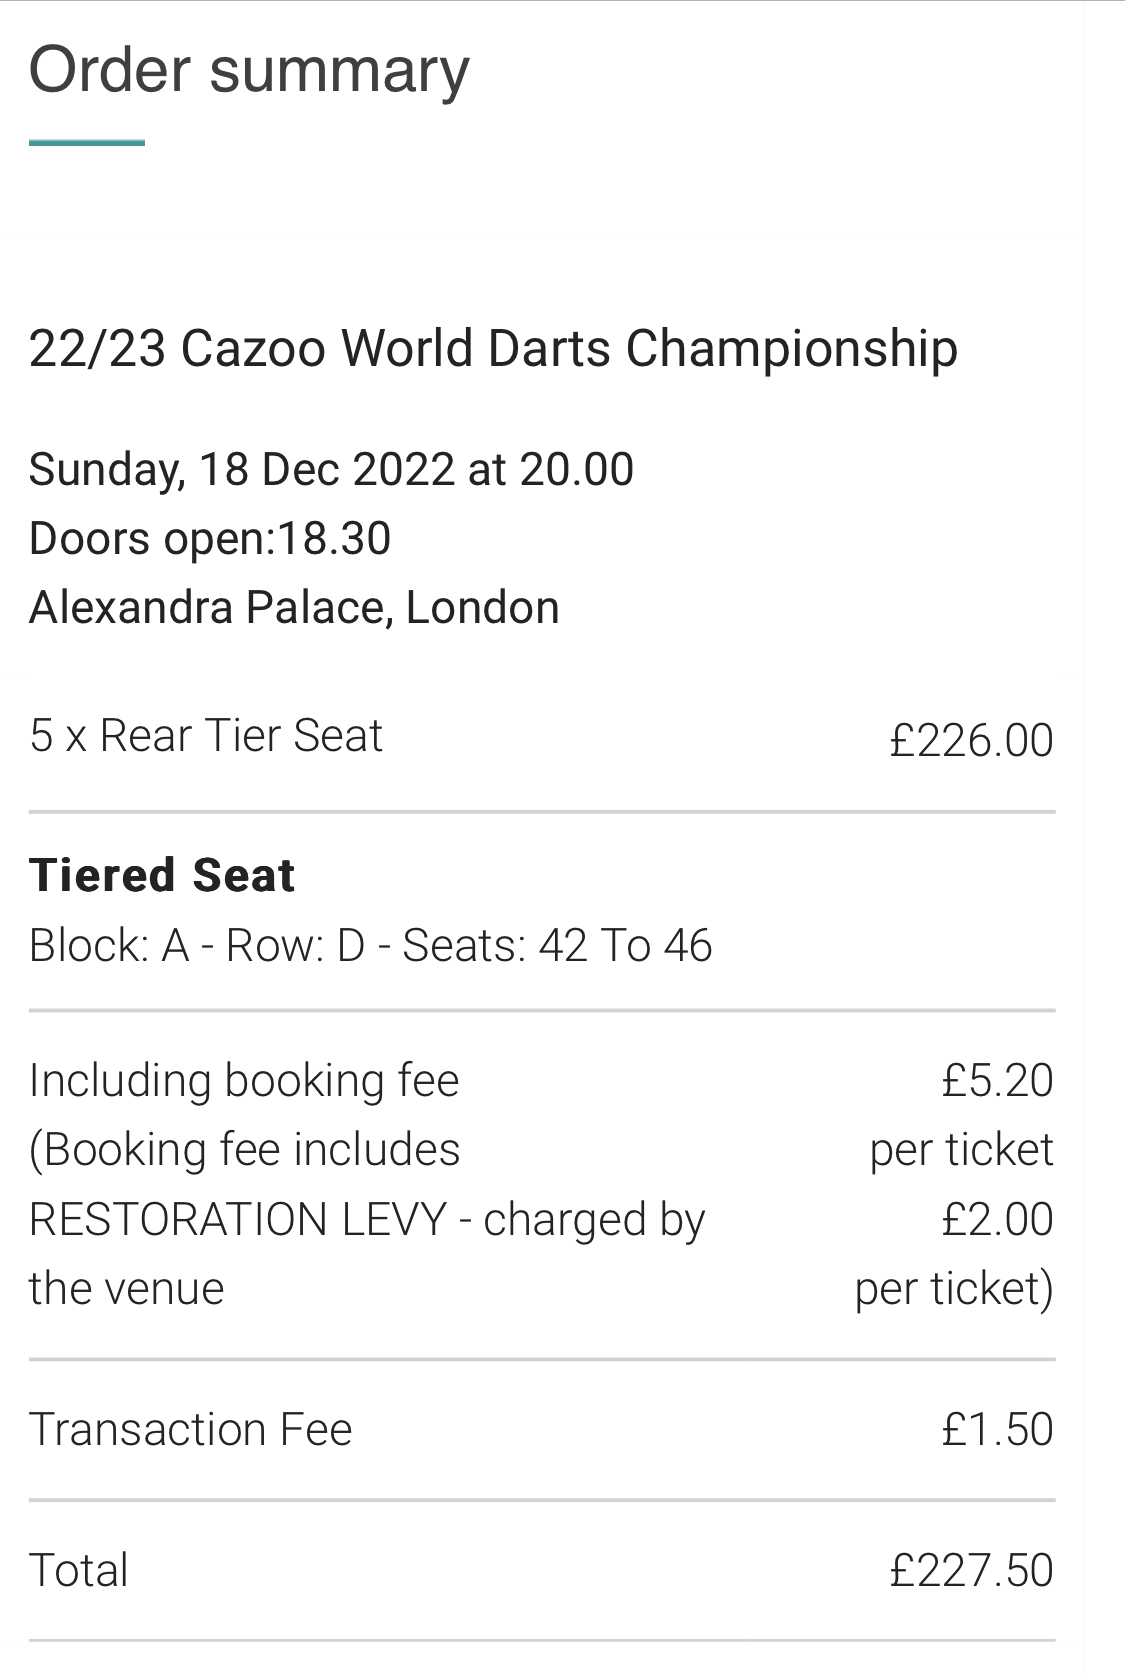 Order summary
22/23 Cazoo World Darts Championship
Sunday, 18 Dec 2022 at 20.00
Doors open:18.30
Alexandra Palace, London
5 x Rear Tier Seat £226.00
Tiered Seat
Block: A - Row: D - Seats: 42 To 46
Including booking fee £5.20
(Booking fee includes per ticket
RESTORATION LEVY - charged by £2.00
the venue per ticket)
Transaction Fee £1.50
Total £227.50